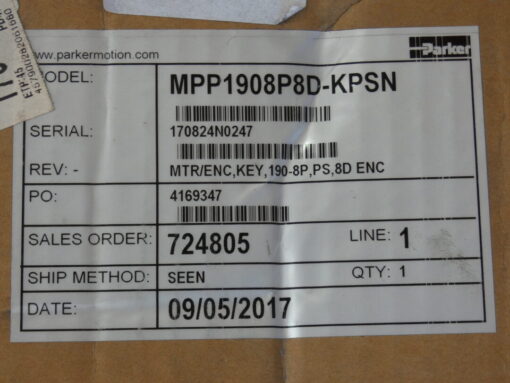 www.parkermotion.com
Parker
MODEL: MPP1908P8D-KPSN
SERIAL: 170824N0247
REV: - MTR/ENC,KEY,190-8P,PS,8D ENC
PO: 4169347
SALES ORDER: 724805 LINE: 1
SHIP METHOD: SEEN QTY: 1
DATE: 09/05/2017